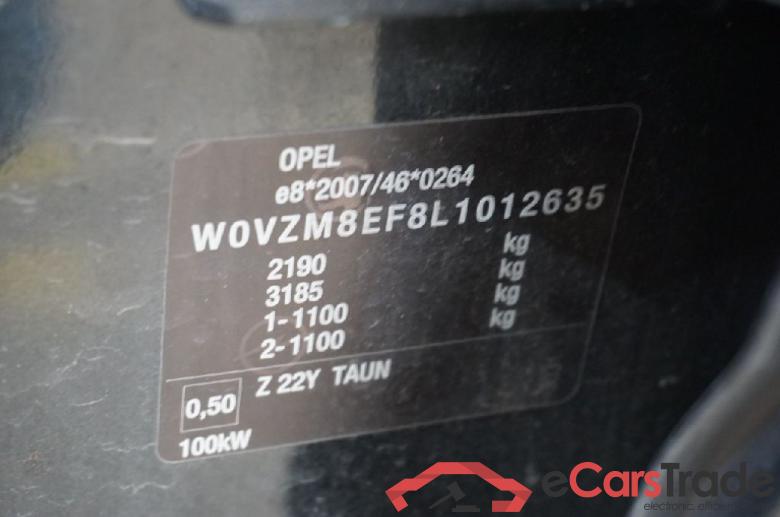 OPEL
e8*2007/46*0264
W0VZM8EF8L1012635
2190 kg
3185 kg
1-1100 kg
2-1100 kg
0,50 Z 22Y TAUN
100kW
eCarsTrade
electronic.